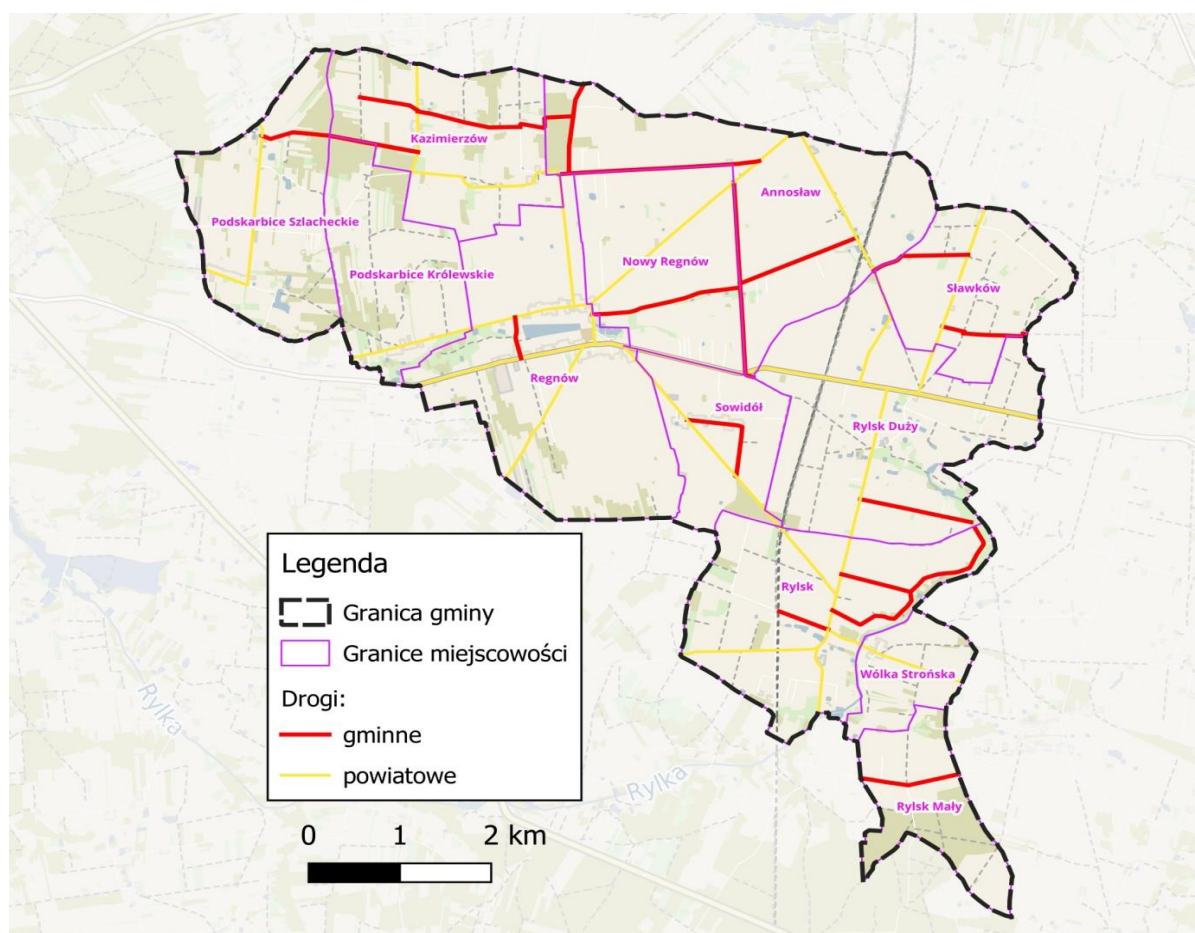 Kazimierzów
Annosław
Podskarbice Szlacheckie
Nowy Regnów
Podskarbice Królewskie
Sławków
Regnów
Sowidół
Rylsk Duży
Rylsk
Wólka Strońska
Rylsk Mały
Rylka
Rylka
Legenda
Granica gminy
Granice miejscowości
Drogi:
gminne
powiatowe
0 1 2 km